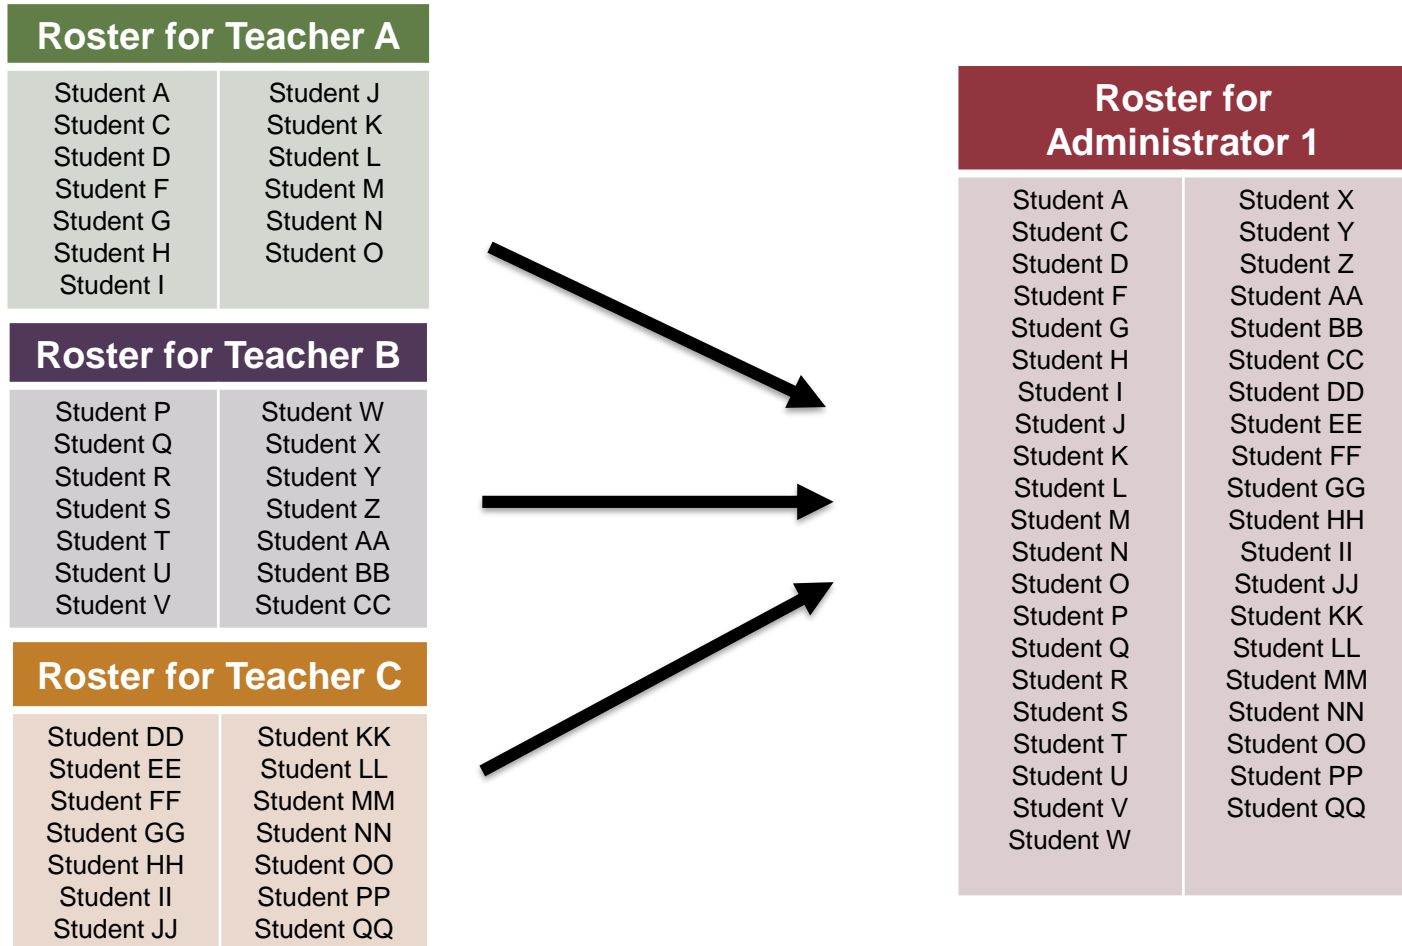 Roster for Teacher A
Student A
Student C
Student D
Student F
Student G
Student H
Student I
Student J
Student K
Student L
Student M
Student N
Student O
Roster for Teacher B
Student P
Student Q
Student R
Student S
Student T
Student U
Student V
Student W
Student X
Student Y
Student Z
Student AA
Student BB
Student CC
Roster for Teacher C
Student DD
Student EE
Student FF
Student GG
Student HH
Student II
Student JJ
Student KK
Student LL
Student MM
Student NN
Student OO
Student PP
Student QQ
Roster for
Administrator 1
Student A
Student C
Student D
Student F
Student G
Student H
Student I
Student J
Student K
Student L
Student M
Student N
Student O
Student P
Student Q
Student R
Student S
Student T
Student U
Student V
Student W
Student X
Student Y
Student Z
Student AA
Student BB
Student CC
Student DD
Student EE
Student FF
Student GG
Student HH
Student II
Student JJ
Student KK
Student LL
Student MM
Student NN
Student OO
Student PP
Student QQ